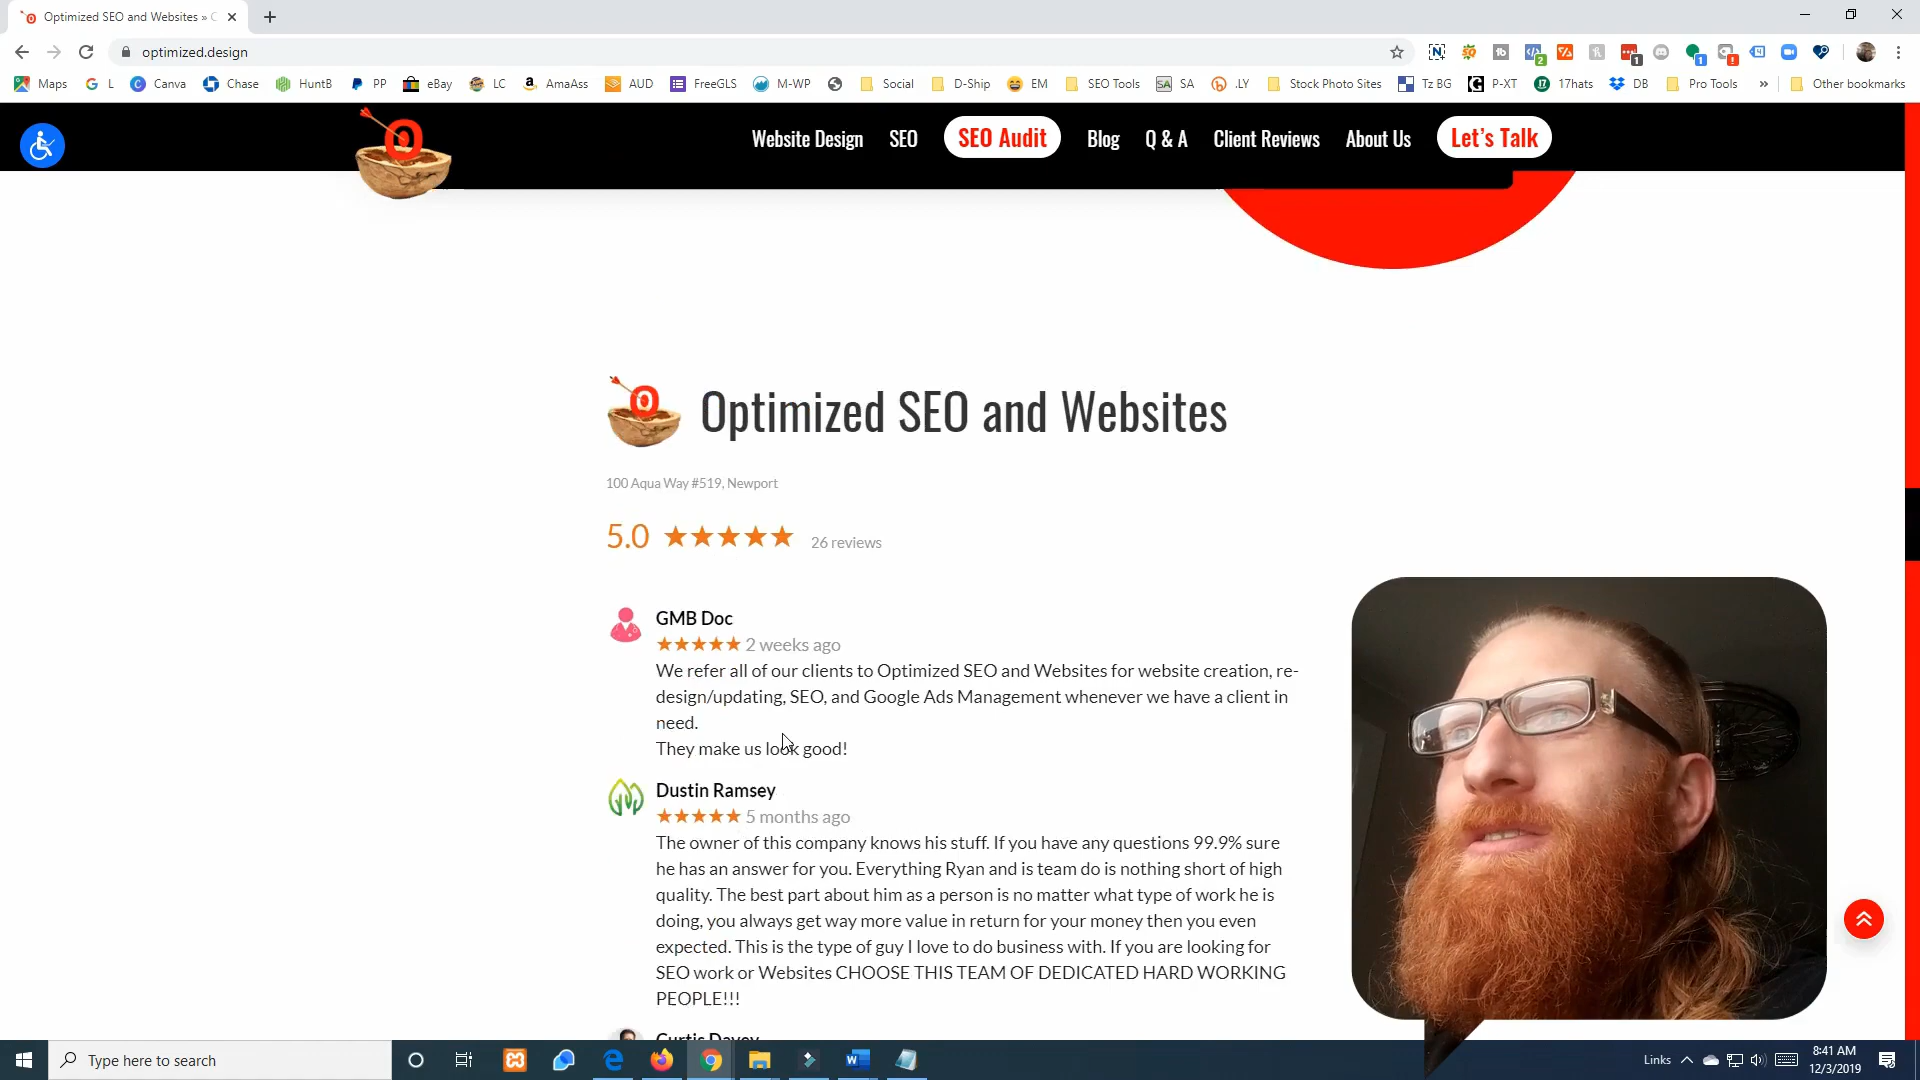 Optimized SEO and Websites » C
optimized.design
2
1
1
!
Maps
G L
Canva
Chase
HuntB
PP
eBay
LC
AmaAss
AUD
FreeGLS
M-WP
Social
D-Ship
EM
SEO Tools
SA SA
.LY
Stock Photo Sites
Tz BG
P-XT
17hats
DB
Pro Tools
»
Other bookmarks
O
Website Design
SEO
SEO Audit
Blog
Q & A
Client Reviews
About Us
Let's Talk
O
Optimized SEO and Websites
100 Aqua Way #519, Newport
5.0 ★★★★★ 26 reviews
GMB Doc
★★★★★ 2 weeks ago
We refer all of our clients to Optimized SEO and Websites for website creation, re-
design/updating, SEO, and Google Ads Management whenever we have a client in
need.
They make us look good!
Dustin Ramsey
★★★★★ 5 months ago
The owner of this company knows his stuff. If you have any questions 99.9% sure
he has an answer for you. Everything Ryan and is team do is nothing short of high
quality. The best part about him as a person is no matter what type of work he is
doing, you always get way more value in return for your money then you even
expected. This is the type of guy I love to do business with. If you are looking for
SEO work or Websites CHOOSE THIS TEAM OF DEDICATED HARD WORKING
PEOPLE!!!
Curtis Davey
Type here to search
Links
8:41 AM
12/3/2019